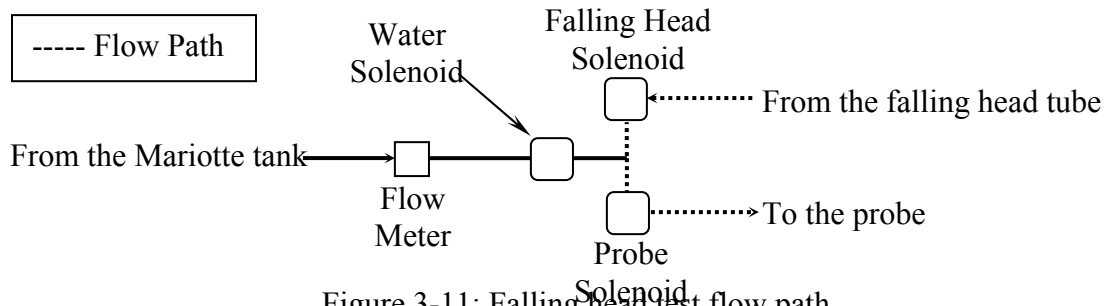 ----- Flow Path
Water
Solenoid
Falling Head
Solenoid
From the falling head tube
From the Mariotte tank
Flow
Meter
To the probe
Probe
Solenoid
Figure 3-11: Falling head test flow path